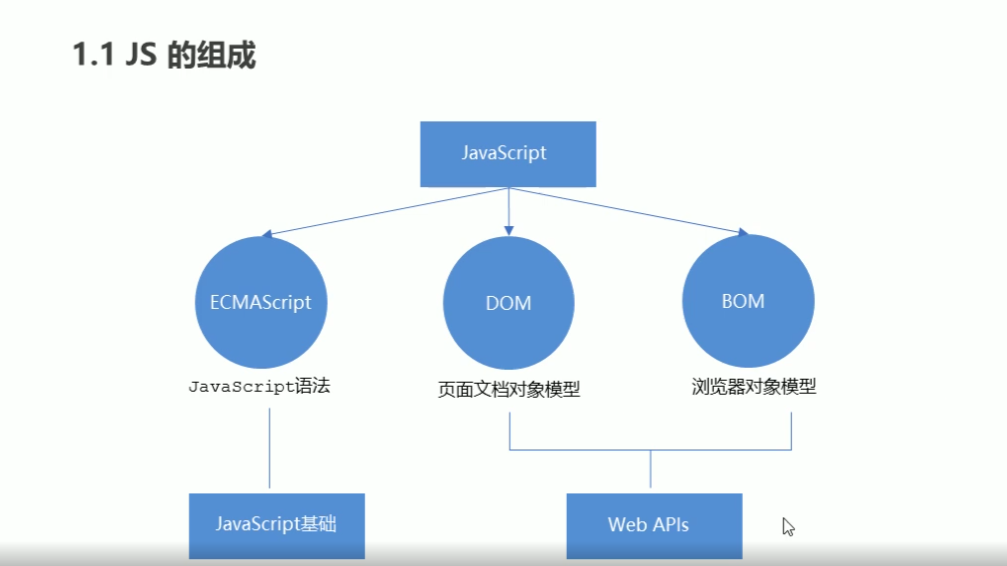 1.1 JS 的组成
JavaScript
ECMAScript
DOM
BOM
JavaScript语法
页面文档对象模型
浏览器对象模型
JavaScript基础
Web APIs